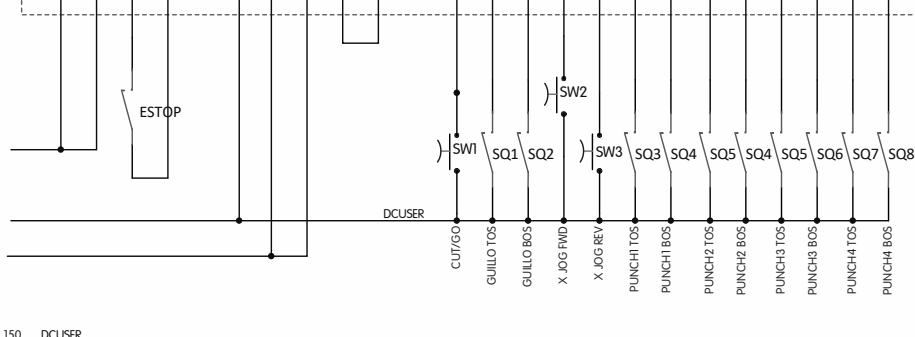 SW2
ESTOP
SW1
SQ1
SQ2
SW3
SQ3
SQ4
SQ5
SQ4
SQ5
SQ6
SQ7
SQ8
DCUSER
CUT/GO
GUILLO TOS
GUILLO BOS
X JOG FWD
X JOG REV
PUNCH1 TOS
PUNCH1 BOS
PUNCH2 TOS
PUNCH2 BOS
PUNCH3 TOS
PUNCH3 BOS
PUNCH4 TOS
PUNCH4 BOS
150 DCUSER